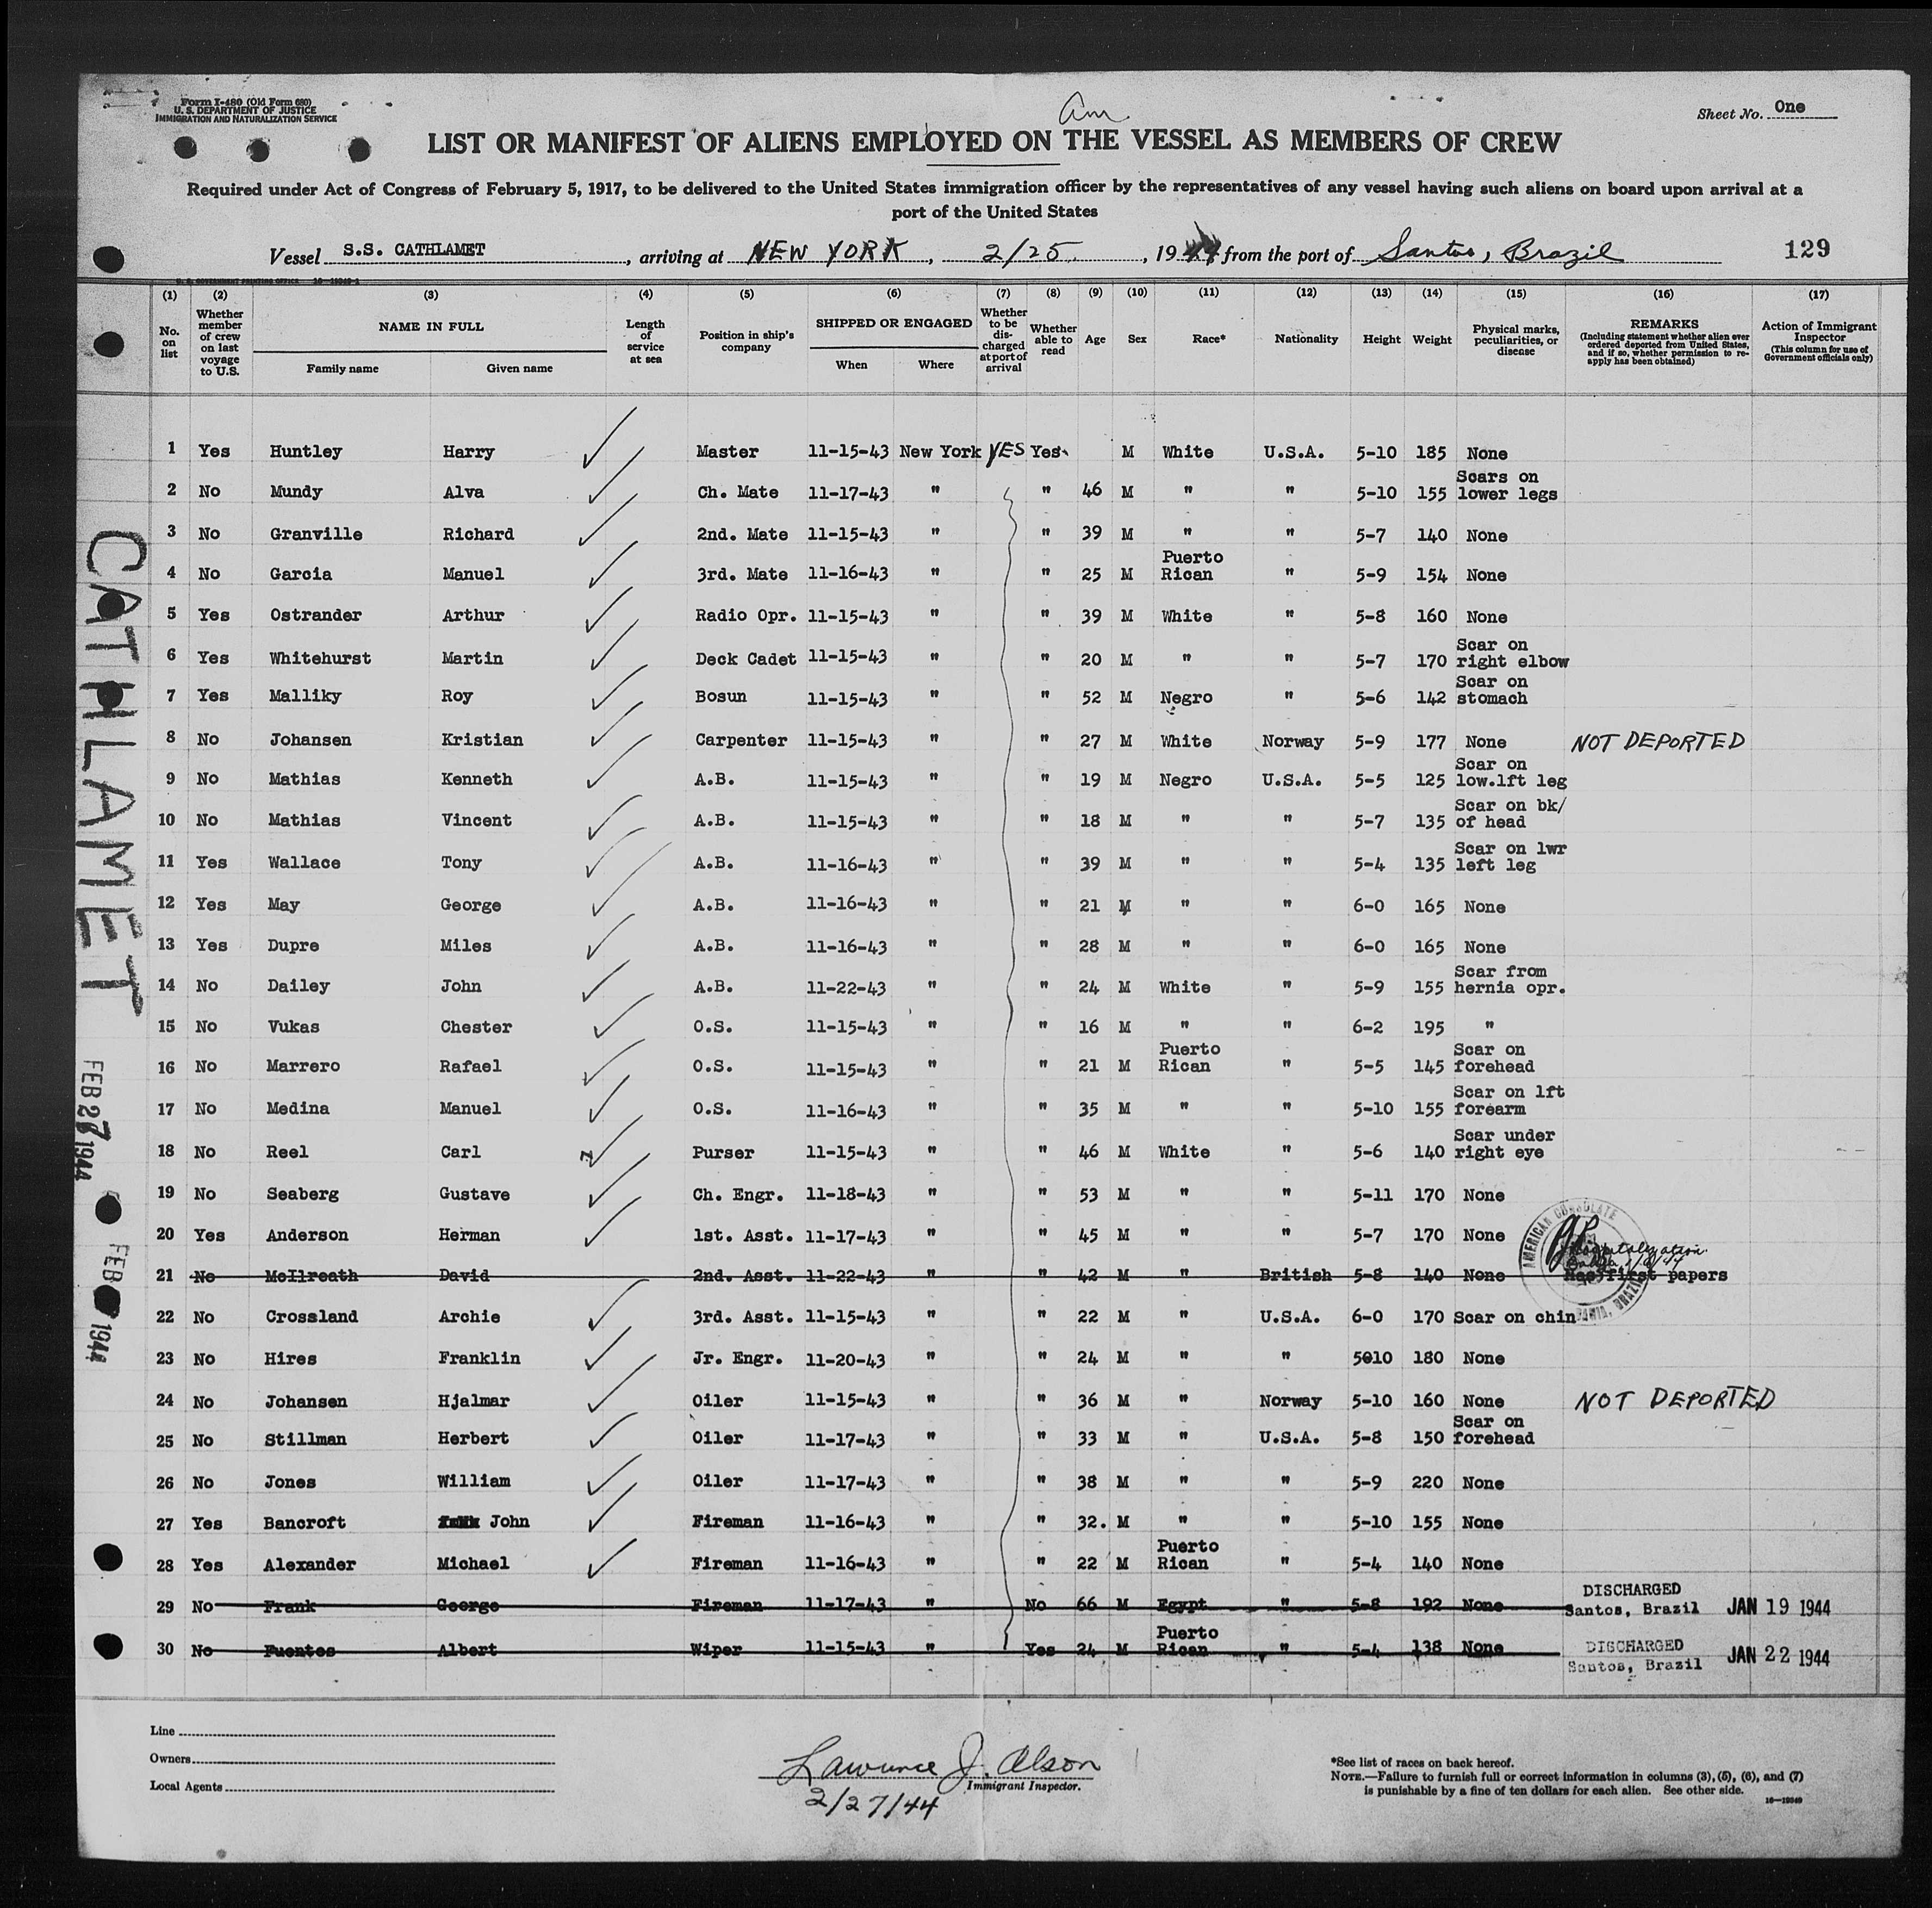 Form I-480 (Old Form 680)
U. S. DEPARTMENT OF JUSTICE
IMMIGRATION AND NATURALIZATION SERVICE
am
Sheet No. One
LIST OR MANIFEST OF ALIENS EMPLOYED ON THE VESSEL AS MEMBERS OF CREW
Required under Act of Congress of February 5, 1917, to be delivered to the United States immigration officer by the representatives of any vessel having such aliens on board upon arrival at a
port of the United States
Vessel S.S. CATHLAMET, arriving at NEW YORK, 2/25, 1944 from the port of Santos, Brazil 129
(1) (2) (3) (4) (5) (6) (7) (8) (9) (10) (11) (12) (13) (14) (15) (16) (17)
No. on list
Whether member of crew on last voyage to U.S.
NAME IN FULL
Family name Given name
Length of service at sea
Position in ship's company
SHIPPED OR ENGAGED
When Where
Whether to be discharged at port of arrival
Whether able to read
Age
Sex
Race*
Nationality
Height
Weight
Physical marks, peculiarities, or disease
REMARKS
(Including statement whether alien ever ordered deported from United States, and if so, whether permission to re-apply has been obtained)
Action of Immigrant Inspector
(This column for use of Government officials only)
1 Yes Huntley Harry Master 11-15-43 New York YES Yes M White U.S.A. 5-10 185 None
2 No Mundy Alva Ch. Mate 11-17-43 " " 46 M " " 5-10 155 Scars on lower legs
3 No Granville Richard 2nd. Mate 11-15-43 " " 39 M " " 5-7 140 None
4 No Garcia Manuel 3rd. Mate 11-16-43 " " 25 M Puerto Rican " 5-9 154 None
5 Yes Ostrander Arthur Radio Opr. 11-15-43 " " 39 M White " 5-8 160 None
6 Yes Whitehurst Martin Deck Cadet 11-15-43 " " 20 M " " 5-7 170 Scar on right elbow
7 Yes Malliky Roy Bosun 11-15-43 " " 52 M Negro " 5-6 142 Scar on stomach
8 No Johansen Kristian Carpenter 11-15-43 " " 27 M White Norway 5-9 177 None NOT DEPORTED
9 No Mathias Kenneth A.B. 11-15-43 " " 19 M Negro U.S.A. 5-5 125 Scar on low.lft leg
10 No Mathias Vincent A.B. 11-15-43 " " 18 M " " 5-7 135 Scar on bk/ of head
11 Yes Wallace Tony A.B. 11-16-43 " " 39 M " " 5-4 135 Scar on lwr left leg
12 Yes May George A.B. 11-16-43 " " 21 M " " 6-0 165 None
13 Yes Dupre Miles A.B. 11-16-43 " " 28 M " " 6-0 165 None
14 No Dailey John A.B. 11-22-43 " " 24 M White " 5-9 155 Scar from hernia opr.
15 No Vukas Chester O.S. 11-15-43 " " 16 M " " 6-2 195 "
16 No Marrero Rafael O.S. 11-15-43 " " 21 M Puerto Rican " 5-5 145 Scar on forehead
17 No Medina Manuel O.S. 11-16-43 " " 35 M " " 5-10 155 Scar on lft forearm
18 No Reel Carl Purser 11-15-43 " " 46 M White " 5-6 140 Scar under right eye
19 No Seaberg Gustave Ch. Engr. 11-18-43 " " 53 M " " 5-11 170 None
20 Yes Anderson Herman 1st. Asst. 11-17-43 " " 45 M " " 5-7 170 None
AMERICAN CONSULATE
Hospitalization
21 No McIlreath David 2nd. Asst. 11-22-43 " " 42 M " British 5-8 140 None Has first papers
BAHIA, BRAZIL
22 No Crossland Archie 3rd. Asst. 11-15-43 " " 22 M " U.S.A. 6-0 170 Scar on chin
23 No Hires Franklin Jr. Engr. 11-20-43 " " 24 M " " 5010 180 None
24 No Johansen Hjalmar Oiler 11-15-43 " " 36 M " Norway 5-10 160 None NOT DEPORTED
25 No Stillman Herbert Oiler 11-17-43 " " 33 M " U.S.A. 5-8 150 Scar on forehead
26 No Jones William Oiler 11-17-43 " " 38 M " " 5-9 220 None
27 Yes Bancroft John Fireman 11-16-43 " " 32. M " " 5-10 155 None
28 Yes Alexander Michael Fireman 11-16-43 " " 22 M Puerto Rican " 5-4 140 None
29 No Frank George Fireman 11-17-43 " No 66 M Egypt " 5-8 192 None DISCHARGED Santos, Brazil JAN 19 1944
30 No Fuentes Albert Wiper 11-15-43 " Yes 24 M Puerto Rican " 5-4 138 None DISCHARGED Santos, Brazil JAN 22 1944
CATHLAMET
FEB 27 1944
FEB 1944
Line
Owners
Local Agents
Lawrence J. Olson
Immigrant Inspector.
2/27/44
*See list of races on back hereof.
NOTE.—Failure to furnish full or correct information in columns (3), (5), (6), and (7)
is punishable by a fine of ten dollars for each alien. See other side.
16—19349